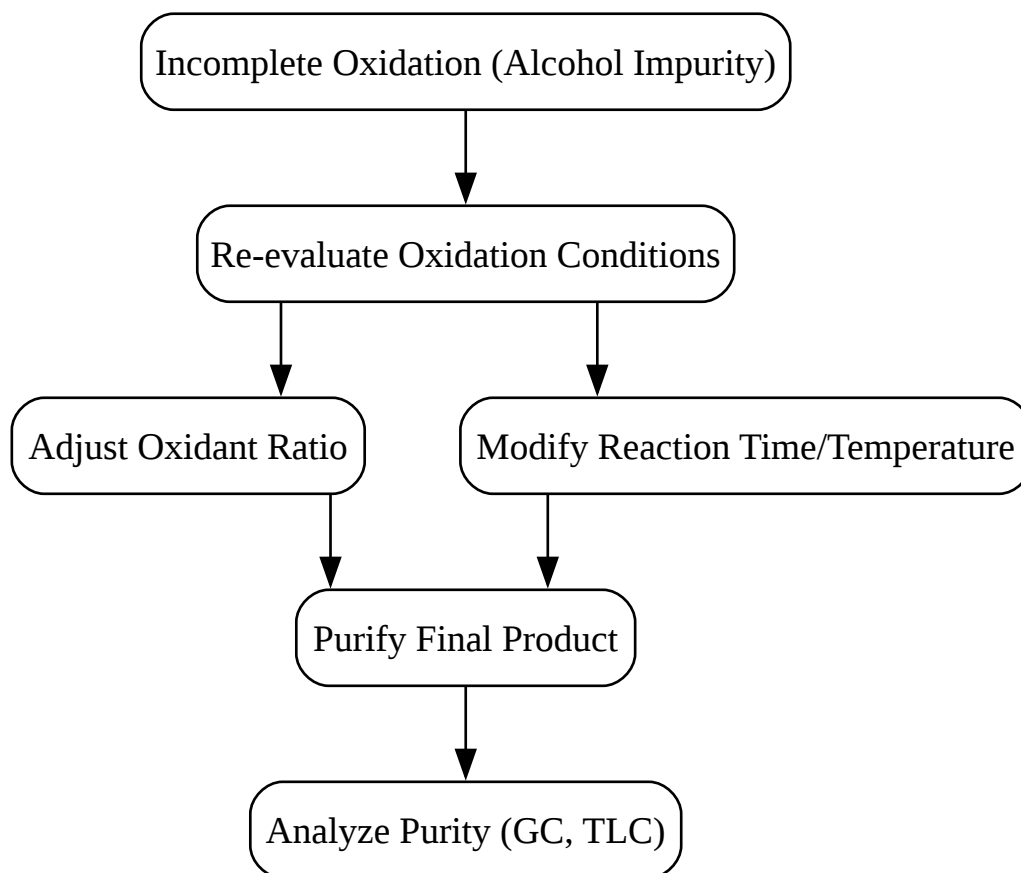 Incomplete Oxidation (Alcohol Impurity)
Re-evaluate Oxidation Conditions
Adjust Oxidant Ratio
Modify Reaction Time/Temperature
Purify Final Product
Analyze Purity (GC, TLC)